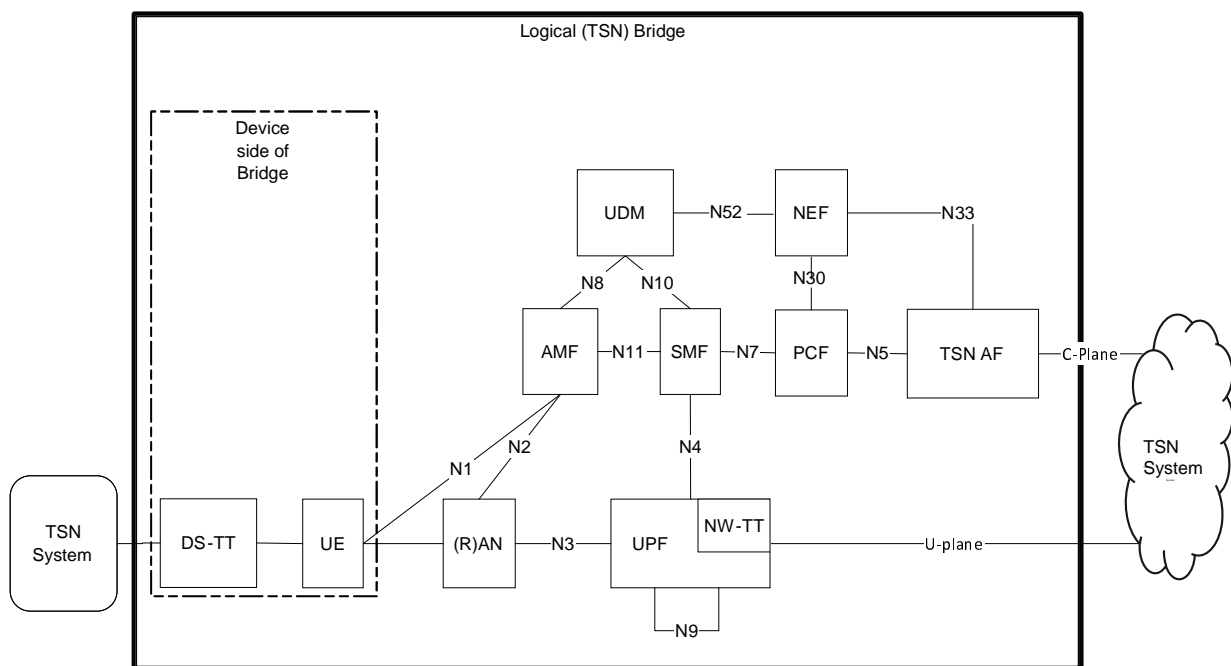 Logical (TSN) Bridge
Device
side of
Bridge
UDM
N52
NEF
N33
N8
N10
N30
AMF
N11
SMF
N7
PCF
N5
TSN AF
C-Plane
N1
N2
N4
TSN
System
TSN
System
DS-TT
UE
(R)AN
N3
UPF
NW-TT
U-plane
N9